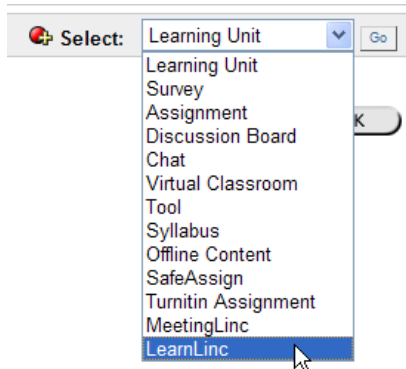 Select: Learning Unit Go
Learning Unit
Survey
Assignment
K
Discussion Board
Chat
Virtual Classroom
Tool
Syllabus
Offline Content
SafeAssign
Turnitin Assignment
MeetingLinc
LearnLinc